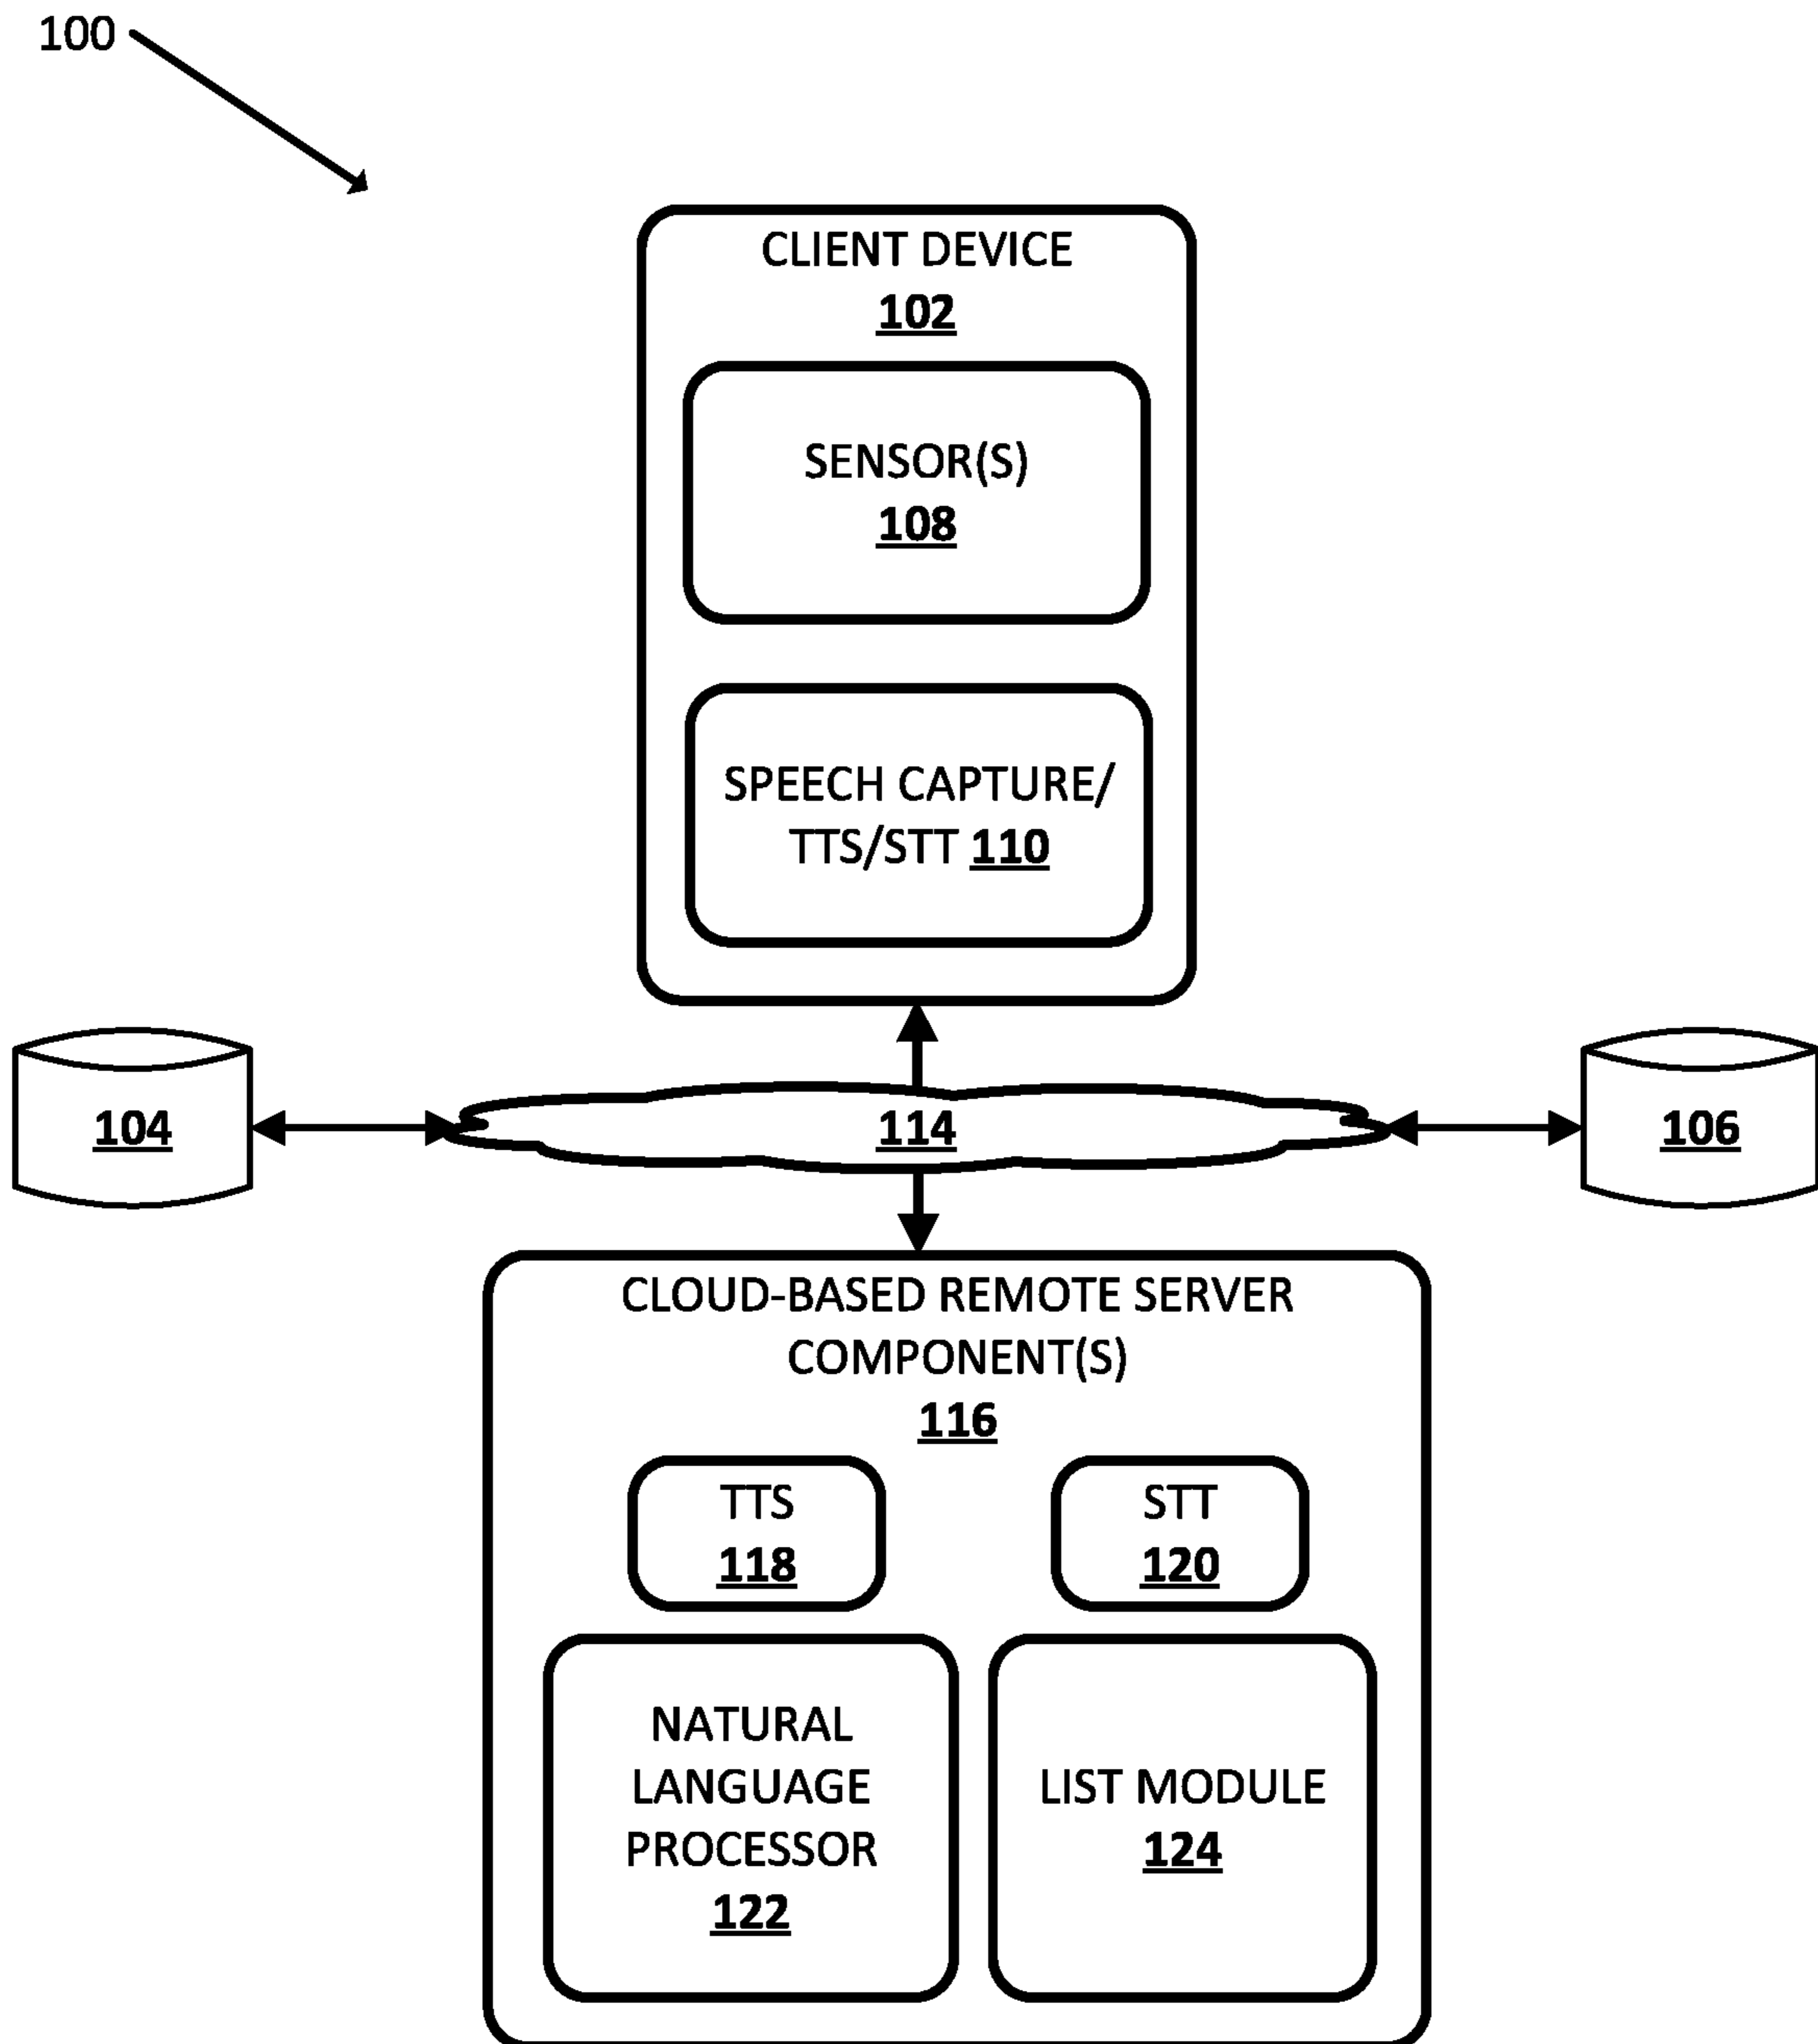 100
CLIENT DEVICE
102
SENSOR(S)
108
SPEECH CAPTURE/
TTS/STT 110
104
114
106
CLOUD-BASED REMOTE SERVER
COMPONENT(S)
116
TTS
118
STT
120
NATURAL
LANGUAGE
PROCESSOR
122
LIST MODULE
124